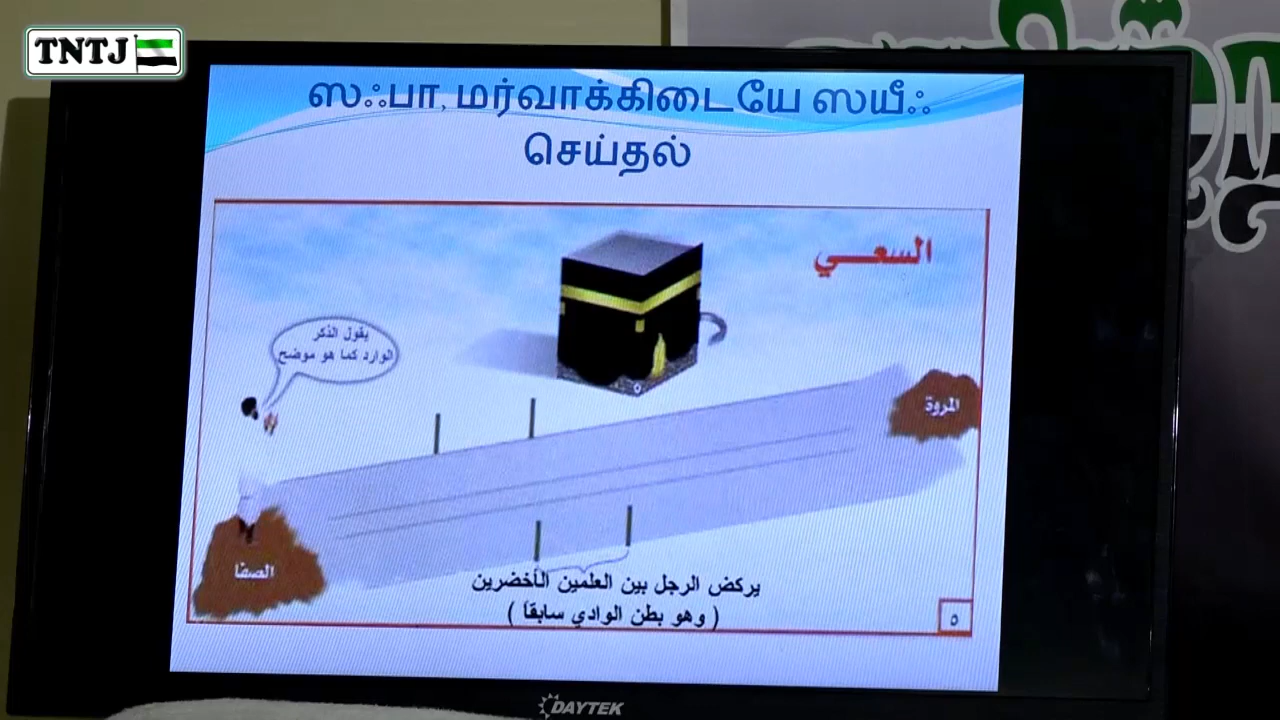 TNTJ
ஸஃபா, மர்வாக்கிடையே ஸயீஃ
செய்தல்
السعـــي
يقول الذكر
الوارد كما هو موضح
المروة
الصفا
يركض الرجل بين العلمين الأخضرين
( وهو بطن الوادي سابقاً )
٥
DAYTEK